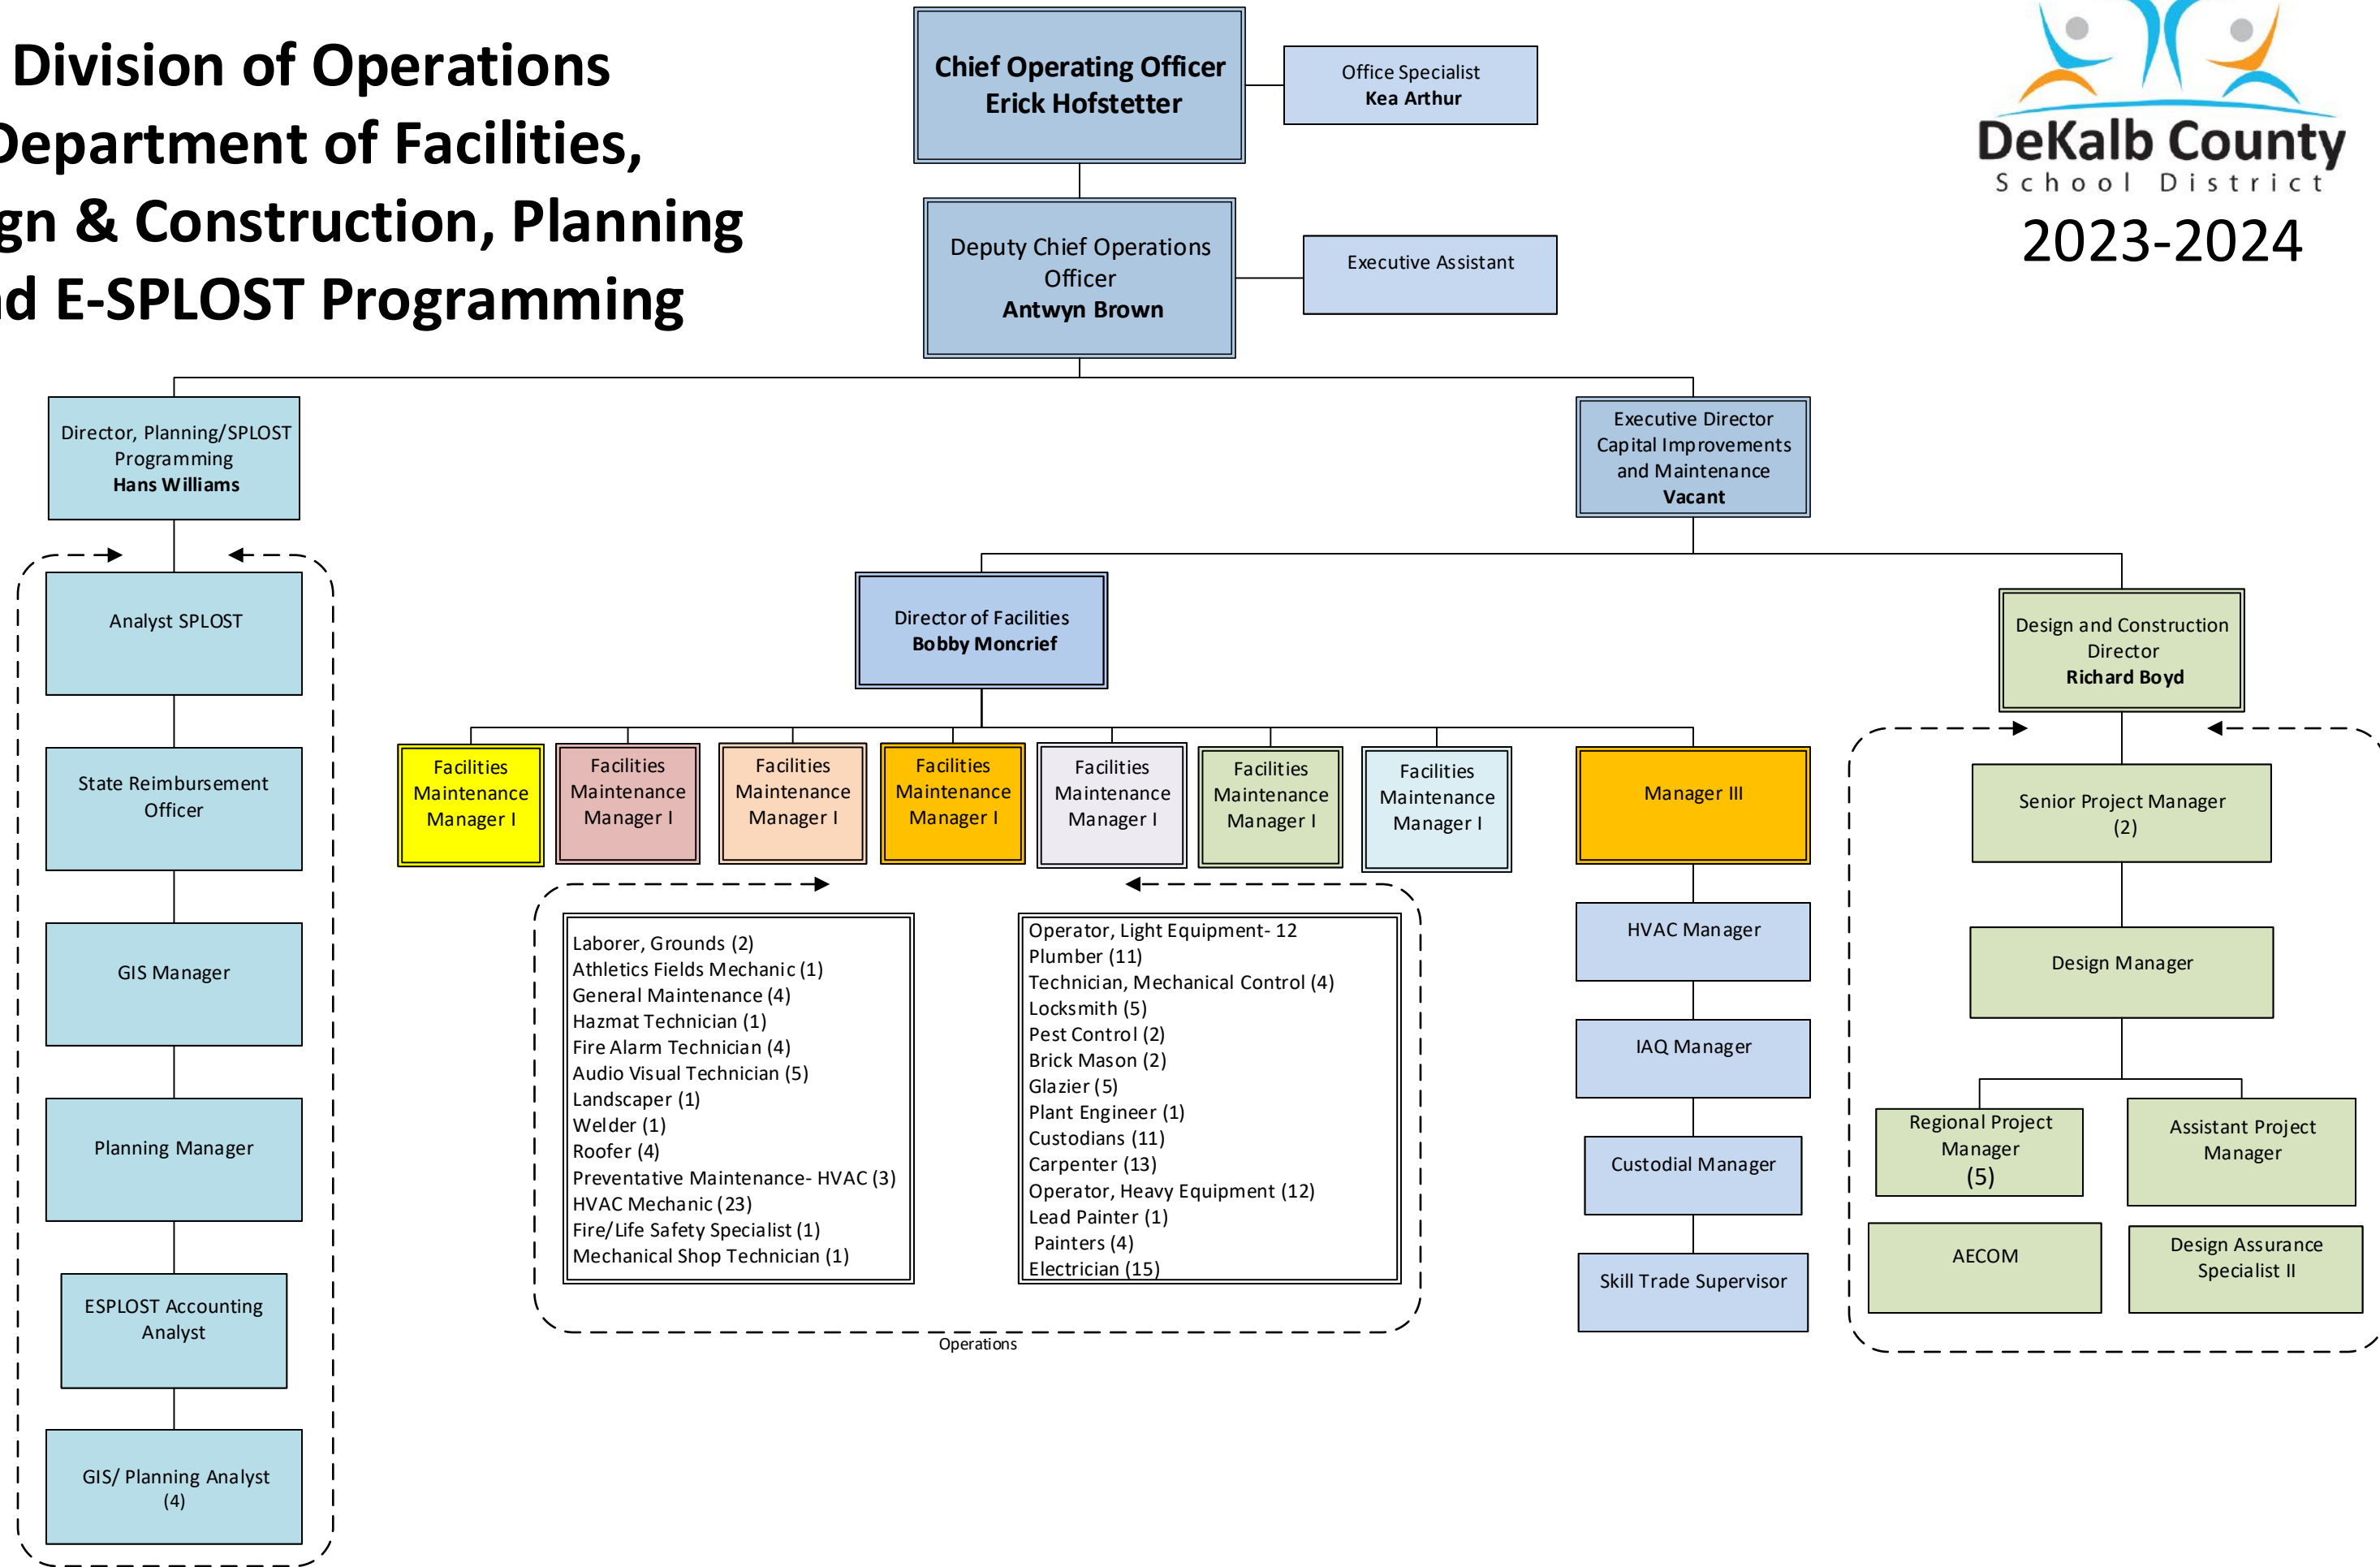 Division of Operations
Department of Facilities,
& Construction, Planning
E-SPLOST Programming
Chief Operating Officer
Erick Hofstetter
Office Specialist
Kea Arthur
DeKalb County
School District
2023-2024
Deputy Chief Operations
Officer
Antwyn Brown
Executive Assistant
Director, Planning/SPLOST
Programming
Hans Williams
Executive Director
Capital Improvements
and Maintenance
Vacant
Analyst SPLOST
State Reimbursement
Officer
GIS Manager
Planning Manager
ESPLOST Accounting
Analyst
GIS/ Planning Analyst
(4)
Director of Facilities
Bobby Moncrief
Design and Construction
Director
Richard Boyd
Facilities
Maintenance
Manager I
Facilities
Maintenance
Manager I
Facilities
Maintenance
Manager I
Facilities
Maintenance
Manager I
Facilities
Maintenance
Manager I
Facilities
Maintenance
Manager I
Facilities
Maintenance
Manager I
Manager III
Laborer, Grounds (2)
Athletics Fields Mechanic (1)
General Maintenance (4)
Hazmat Technician (1)
Fire Alarm Technician (4)
Audio Visual Technician (5)
Landscaper (1)
Welder (1)
Roofer (4)
Preventative Maintenance- HVAC (3)
HVAC Mechanic (23)
Fire/Life Safety Specialist (1)
Mechanical Shop Technician (1)
Operator, Light Equipment- 12
Plumber (11)
Technician, Mechanical Control (4)
Locksmith (5)
Pest Control (2)
Brick Mason (2)
Glazier (5)
Plant Engineer (1)
Custodians (11)
Carpenter (13)
Operator, Heavy Equipment (12)
Lead Painter (1)
Painters (4)
Electrician (15)
Operations
HVAC Manager
IAQ Manager
Custodial Manager
Skill Trade Supervisor
Senior Project Manager
(2)
Design Manager
Regional Project
Manager
(5)
Assistant Project
Manager
AECOM
Design Assurance
Specialist II